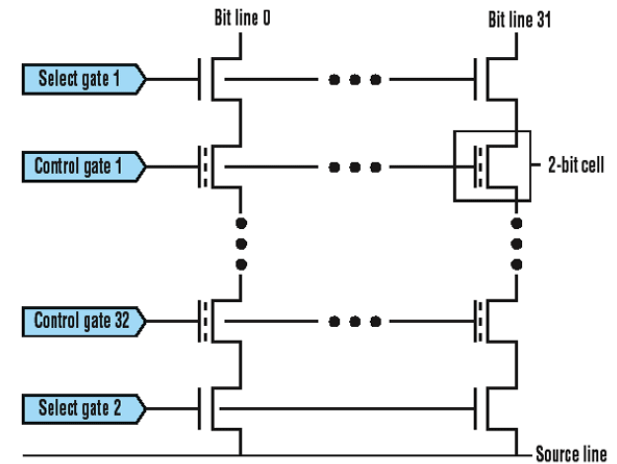 Bit line 0
Bit line 31
Select gate 1
Control gate 1
2-bit cell
Control gate 32
Select gate 2
Source line